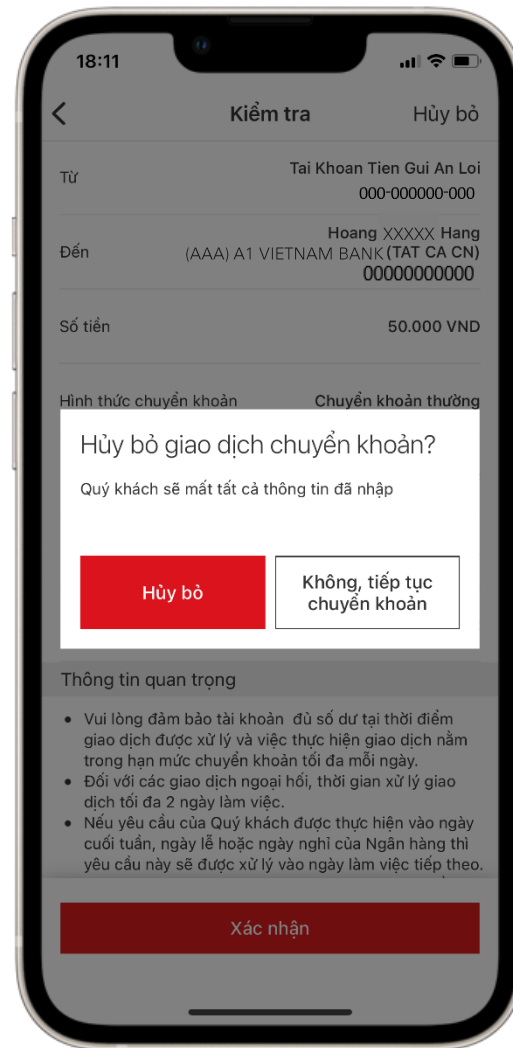 18:11
Kiểm tra
Hủy bỏ
Từ
Tai Khoan Tien Gui An Loi
000-000000-000
Đến
Hoang XXXXX Hang
(AAA) A1 VIETNAM BANK (TAT CA CN)
00000000000
Số tiền
50.000 VND
Hình thức chuyển khoản
Chuyển khoản thường
Hủy bỏ giao dịch chuyển khoản?
Quý khách sẽ mất tất cả thông tin đã nhập
Hủy bỏ
Không, tiếp tục
chuyển khoản
Thông tin quan trọng
• Vui lòng đảm bảo tài khoản đủ số dư tại thời điểm
giao dịch được xử lý và việc thực hiện giao dịch nằm
trong hạn mức chuyển khoản tối đa mỗi ngày.
• Đối với các giao dịch ngoại hối, thời gian xử lý giao
dịch tối đa 2 ngày làm việc.
• Nếu yêu cầu của Quý khách được thực hiện vào ngày
cuối tuần, ngày lễ hoặc ngày nghỉ của Ngân hàng thì
yêu cầu này sẽ được xử lý vào ngày làm việc tiếp theo.
Xác nhận